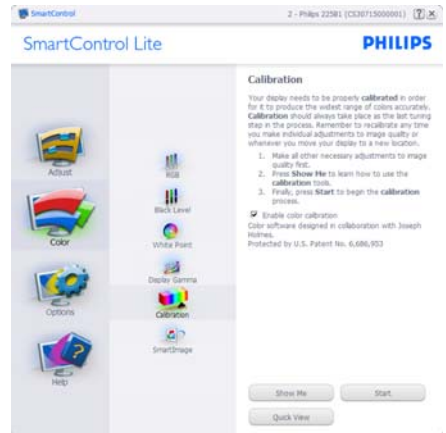 SmartControl
2 - Philips 225B1 (CS30715000001)
SmartControl Lite
PHILIPS
Adjust
Color
Options
Help
RGB
Black Level
White Point
Display Gamma
Calibration
SmartImage
Calibration
Your display needs to be properly calibrated in order
for it to produce the widest range of colors accurately.
Calibration should always take place as the last tuning
step in the process. Remember to recalibrate any time
you make individual adjustments to image quality or
whenever you move your display to a new location.
1. Make all other necessary adjustments to image
quality first.
2. Press Show Me to learn how to use the
calibration tools.
3. Finally, press Start to begin the calibration
process.
Enable color calibration
Color software designed in collaboration with Joseph
Holmes.
Protected by U.S. Patent No. 6,686,953
Show Me
Start
Quick View